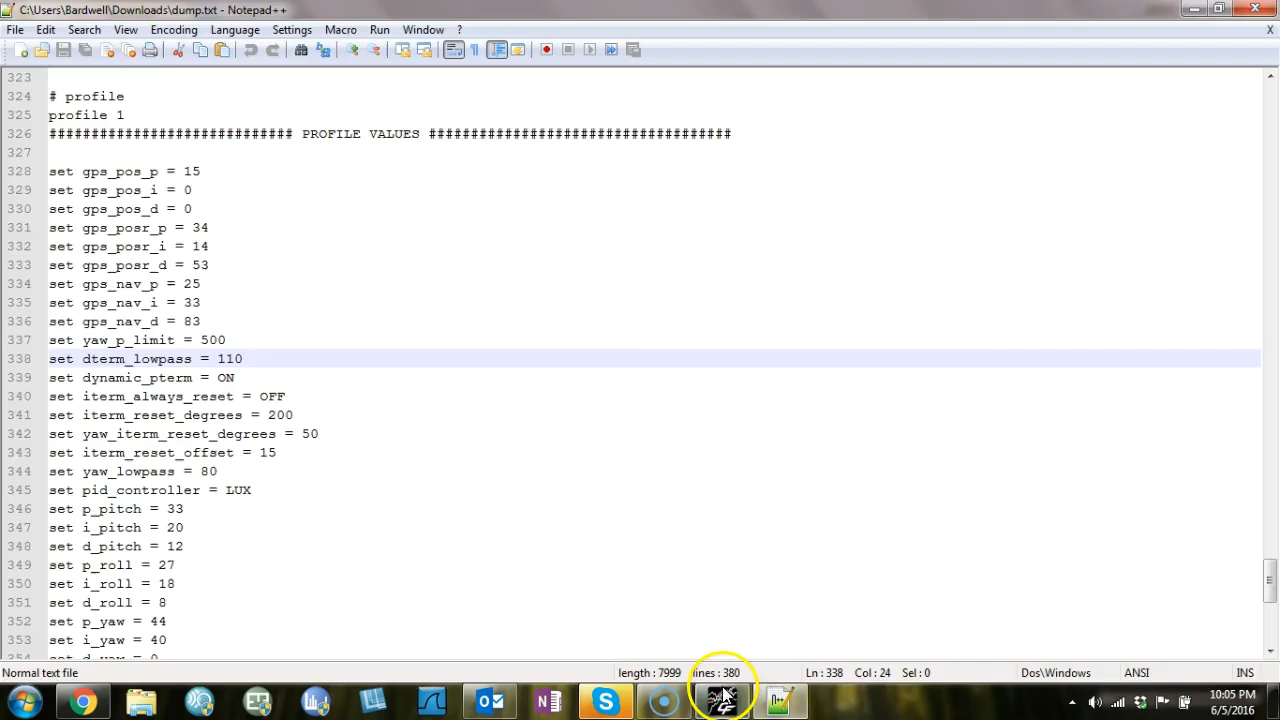 C:\Users\Bardwell\Downloads\dump.txt - Notepad++
File Edit Search View Encoding Language Settings Macro Run Window ? X
323
324 # profile
325 profile 1
326 ############################# PROFILE VALUES ####################################
327
328 set gps_pos_p = 15
329 set gps_pos_i = 0
330 set gps_pos_d = 0
331 set gps_posr_p = 34
332 set gps_posr_i = 14
333 set gps_posr_d = 53
334 set gps_nav_p = 25
335 set gps_nav_i = 33
336 set gps_nav_d = 83
337 set yaw_p_limit = 500
338 set dterm_lowpass = 110
339 set dynamic_pterm = ON
340 set iterm_always_reset = OFF
341 set iterm_reset_degrees = 200
342 set yaw_iterm_reset_degrees = 50
343 set iterm_reset_offset = 15
344 set yaw_lowpass = 80
345 set pid_controller = LUX
346 set p_pitch = 33
347 set i_pitch = 20
348 set d_pitch = 12
349 set p_roll = 27
350 set i_roll = 18
351 set d_roll = 8
352 set p_yaw = 44
353 set i_yaw = 40
354 set d_yaw = 0
Normal text file length : 7999 lines : 380 Ln : 338 Col : 24 Sel : 0 Dos\Windows ANSI INS
10:05 PM
6/5/2016